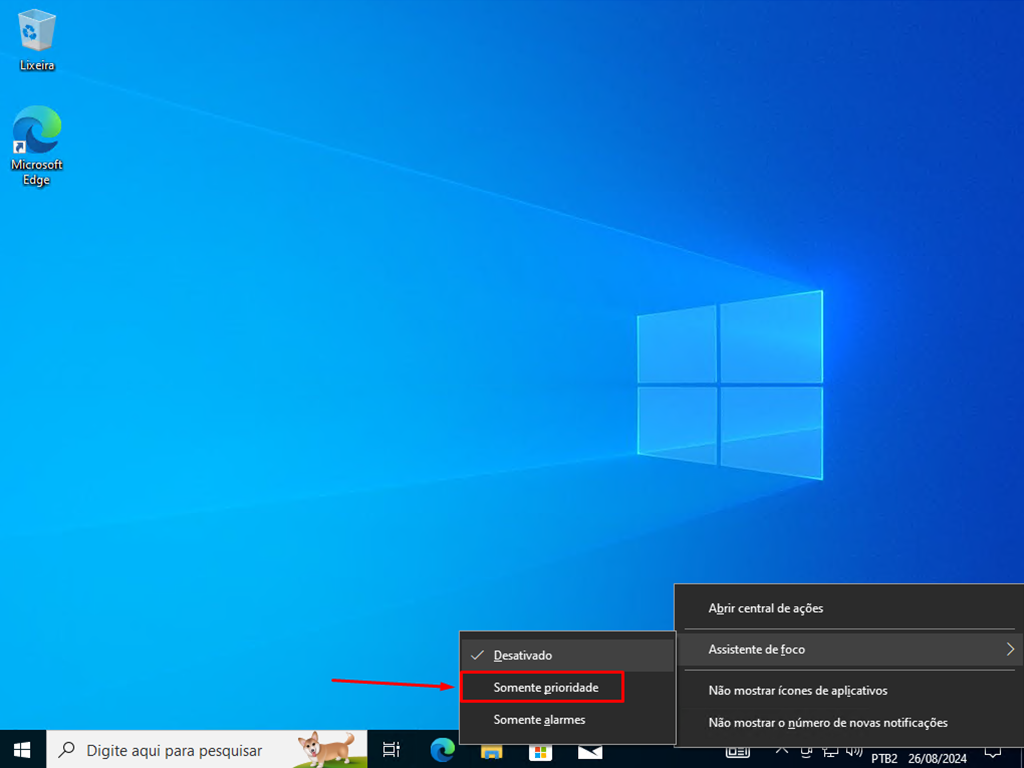 Lixeira
Microsoft
Edge
Abrir central de ações
Assistente de foco
Não mostrar ícones de aplicativos
Não mostrar o número de novas notificações
Desativado
Somente prioridade
Somente alarmes
Digite aqui para pesquisar
PTB2 26/08/2024